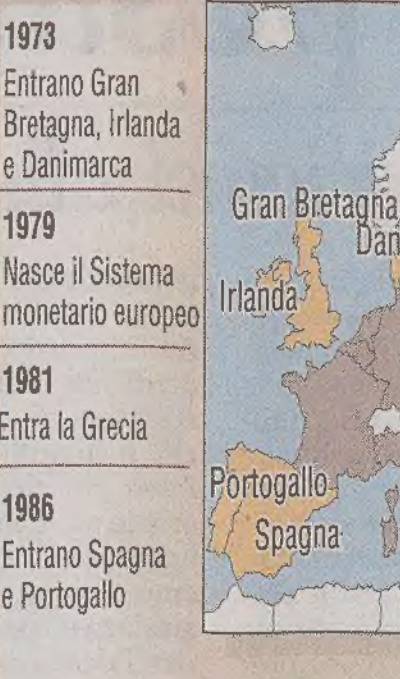 1973
Entrano Gran
Bretagna, Irlanda
e Danimarca
1979
Nasce il Sistema
monetario europeo
1981
Entra la Grecia
1986
Entrano Spagna
e Portogallo
Gran Bretagna
Dan
Irlanda
Portogallo
Spagna